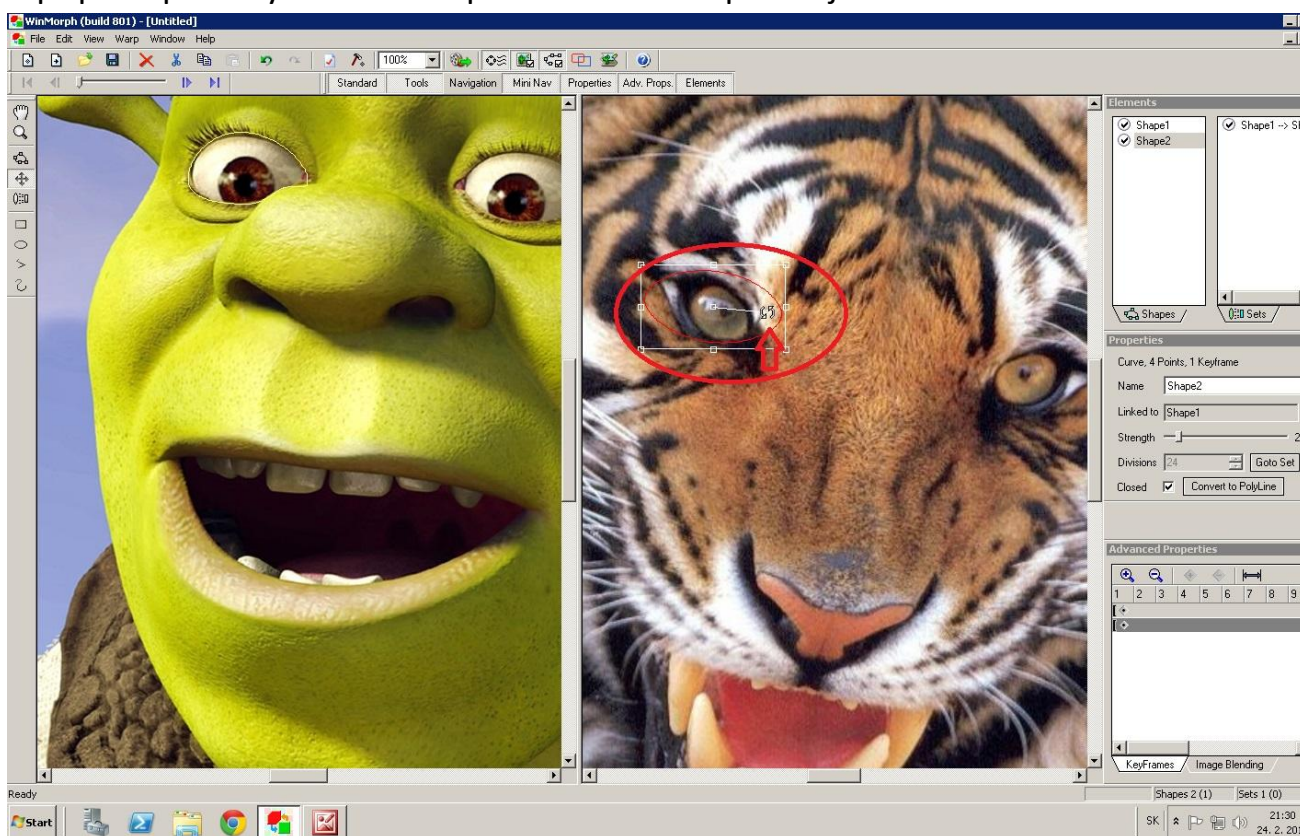 WinMorph (build 801) - [Untitled]
File Edit View Warp Window Help
100%
Standard Tools Navigation Mini Nav Properties Adv. Props. Elements
Elements
Shape1
Shape2
Shape1 -->
Shapes
Sets
Properties
Curve, 4 Points, 1 Keyframe
Name Shape2
Linked to Shape1
Strength 2
Divisions 24 Goto Set
Closed Convert to PolyLine
Advanced Properties
1 2 3 4 5 6 7 8 9
KeyFrames Image Blending
Ready
Shapes 2 (1) Sets 1 (0)
Start
SK
21:30
24. 2. 201